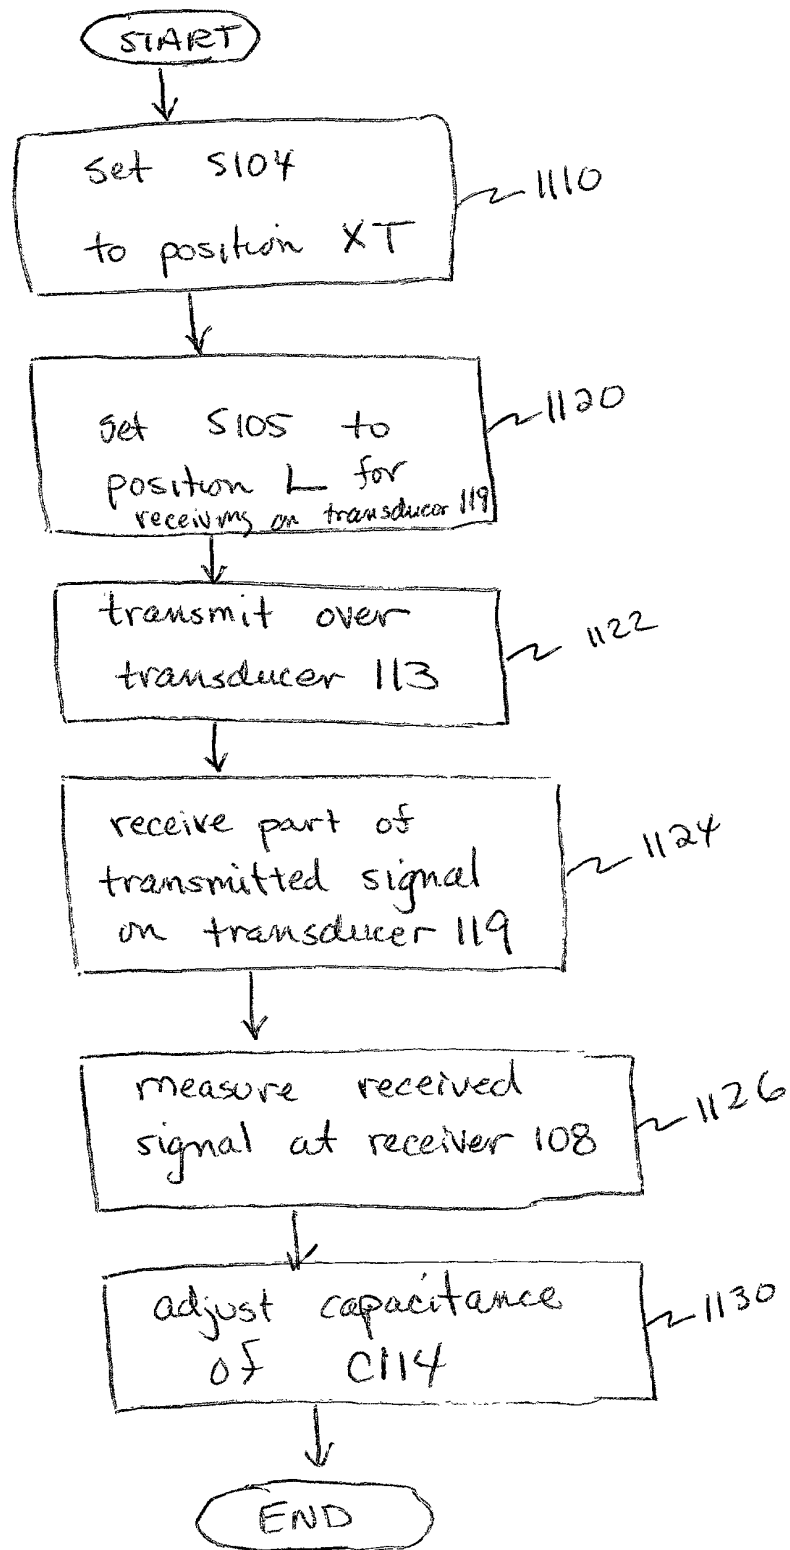 START
set S104
to position XT
1110
set S105 to
position L for
receiving on transducer 119
1120
transmit over
transducer 113
1122
receive part of
transmitted signal
on transducer 119
1124
measure received
signal at receiver 108
1126
adjust capacitance
of C114
1130
END